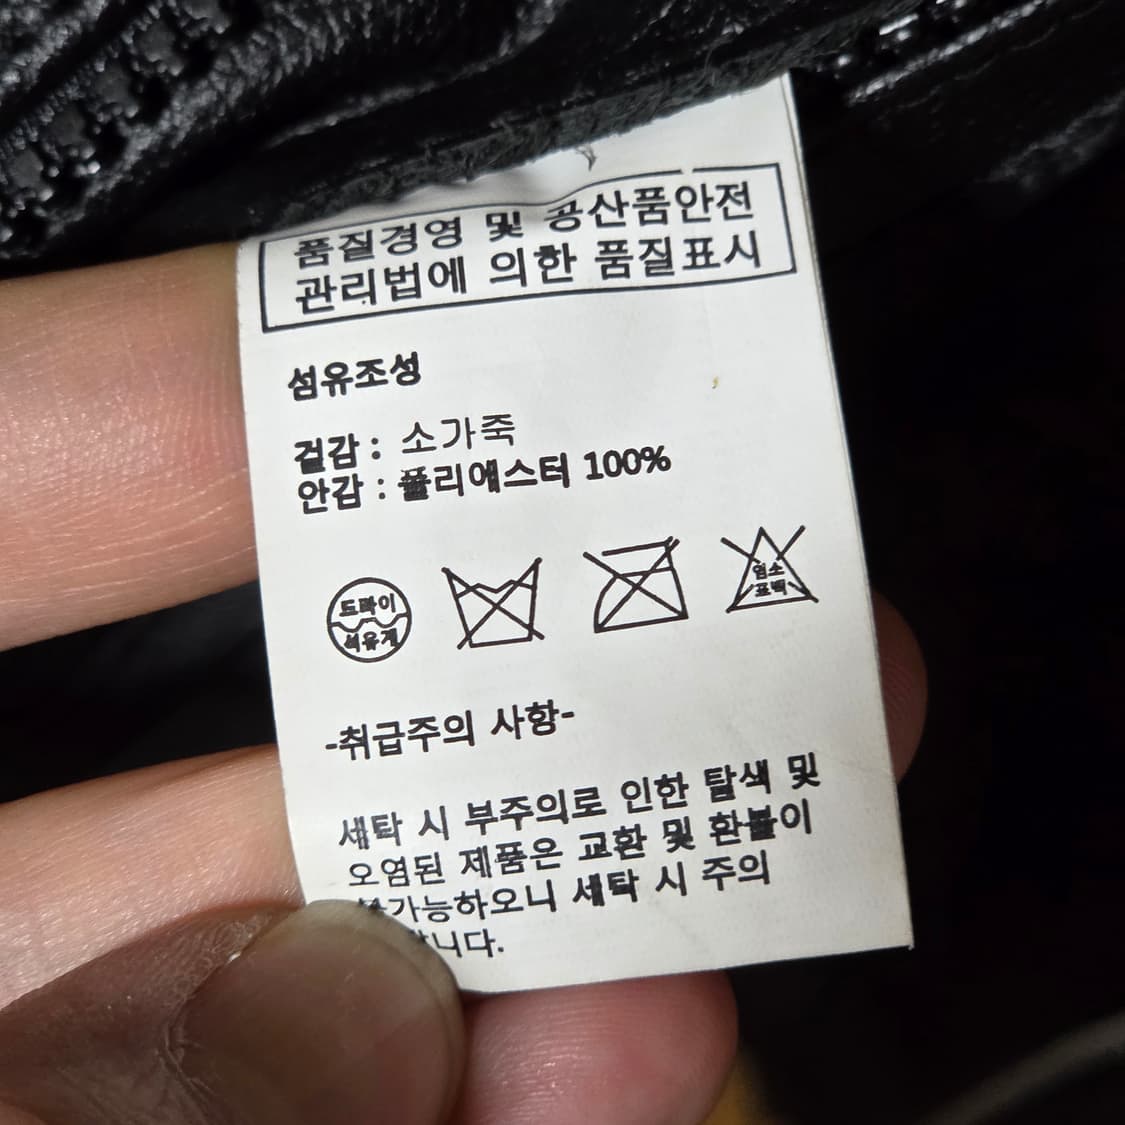 품질경영 및 공산품안전
관리법에 의한 품질표시
섬유조성
겉감 : 소가죽
안감 : 폴리에스터 100%
드라이
석유계
염소
표백
-취급주의 사항-
세탁 시 부주의로 인한 탈색 및
오염된 제품은 교환 및 환불이
불가능하오니 세탁 시 주의
니다.